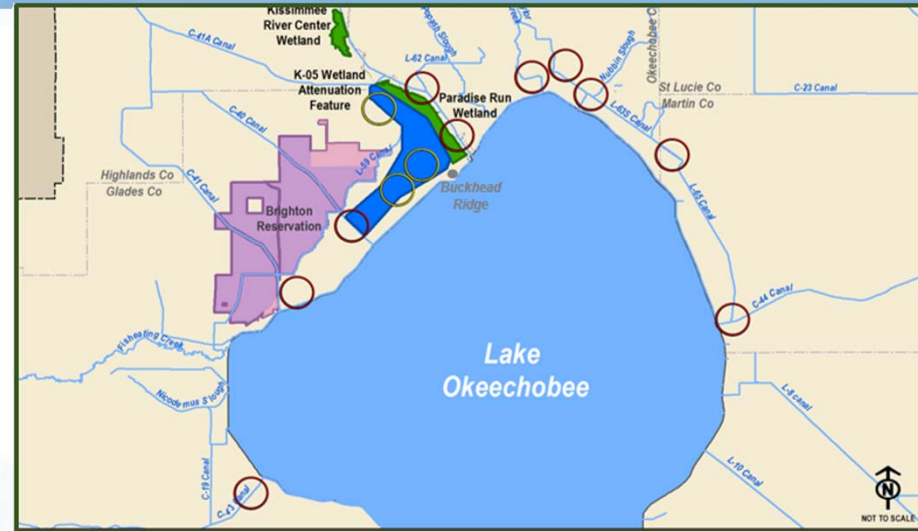 Kissimmee
River Center
Wetland
C-41A Canal
L-62 Canal
Popash Slough
Nubbin Slough
K-05 Wetland
Attenuation
Feature
Paradise Run
Wetland
St Lucie Co
Martin Co
C-23 Canal
C-40 Canal
L-63S Canal
L-59 Canal
Highlands Co
Glades Co
C-41 Canal
Buckhead
Ridge
L-65 Canal
Brighton
Reservation
C-44 Canal
Fisheating Creek
Lake
Okeechobee
Nicodemus Slough
L-8 canal
C-19 Canal
L-10 Canal
C-43 Canal
N
NOT TO SCALE